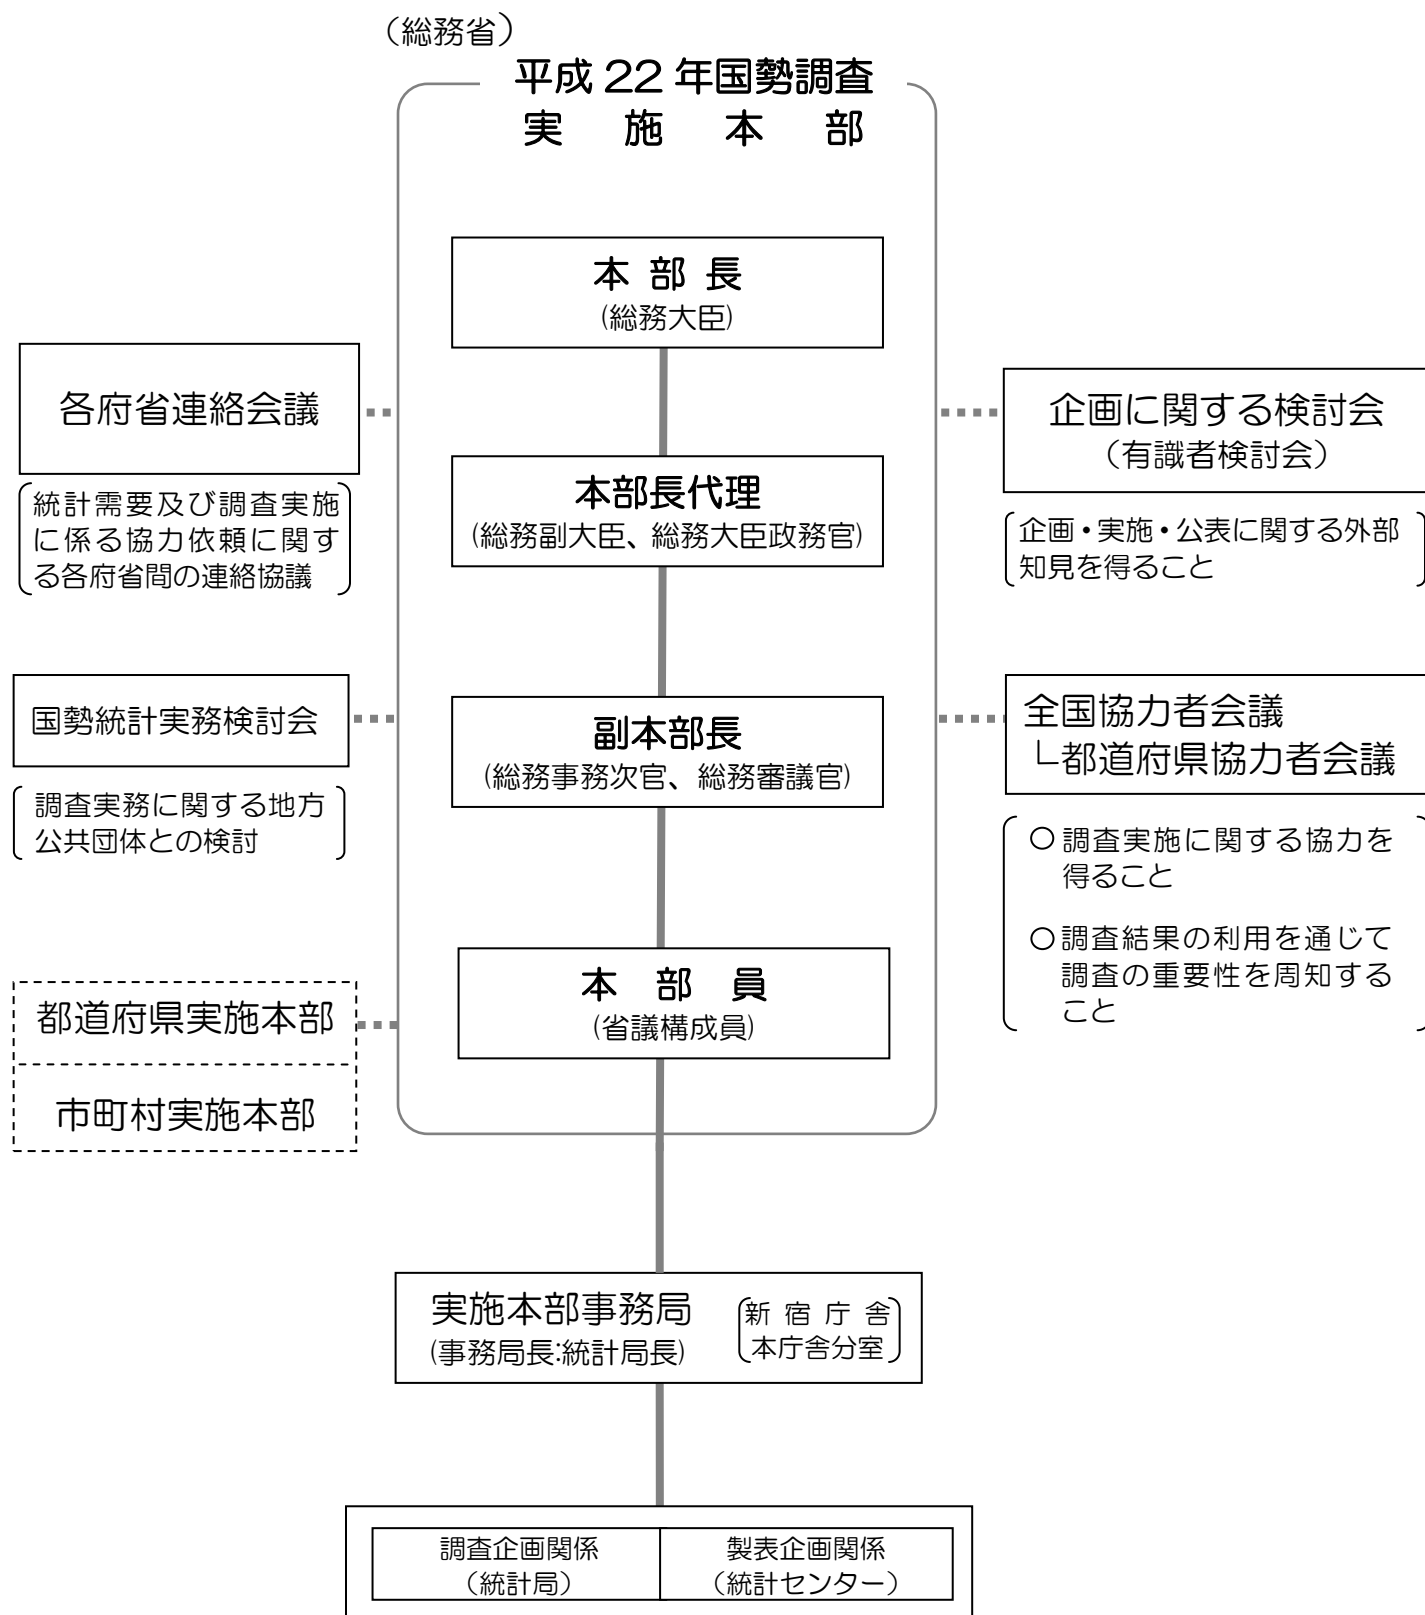 （総務省）
平成 22 年国勢調査
実 施 本 部
本 部 長
(総務大臣)
各府省連絡会議
統計需要及び調査実施
に係る協力依頼に関す
る各府省間の連絡協議
企画に関する検討会
（有識者検討会）
企画・実施・公表に関する外部
知見を得ること
本部長代理
(総務副大臣、総務大臣政務官)
国勢統計実務検討会
調査実務に関する地方
公共団体との検討
副本部長
(総務事務次官、総務審議官)
全国協力者会議
└都道府県協力者会議
○ 調査実施に関する協力を
得ること
○ 調査結果の利用を通じて
調査の重要性を周知する
こと
本 部 員
(省議構成員)
都道府県実施本部
市町村実施本部
実施本部事務局
(事務局長:統計局長)
新 宿 庁 舎
本庁舎分室
調査企画関係
（統計局）
製表企画関係
（統計センター）